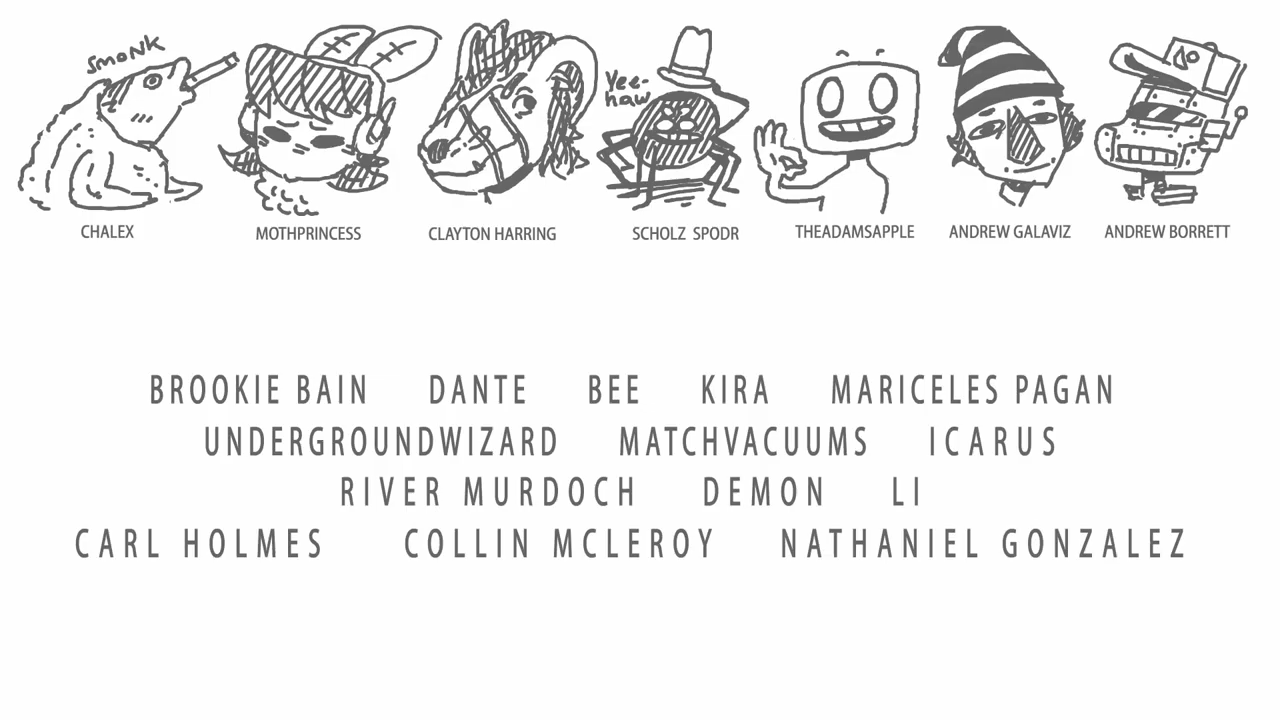 SMONK
Yee-
haw
CHALEX MOTHPRINCESS CLAYTON HARRING SCHOLZ SPODR THEADAMSAPPLE ANDREW GALAVIZ ANDREW BORRETT
BROOKIE BAIN DANTE BEE KIRA MARICELES PAGAN
UNDERGROUNDWIZARD MATCHVACUUMS ICARUS
RIVER MURDOCH DEMON LI
CARL HOLMES COLLIN MCLEROY NATHANIEL GONZALEZ